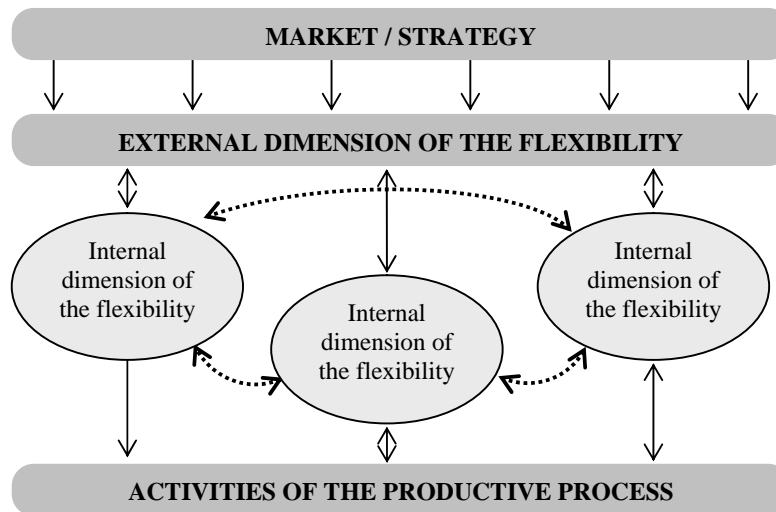 MARKET / STRATEGY
EXTERNAL DIMENSION OF THE FLEXIBILITY
Internal
dimension of
the flexibility
Internal
dimension of
the flexibility
Internal
dimension of
the flexibility
ACTIVITIES OF THE PRODUCTIVE PROCESS